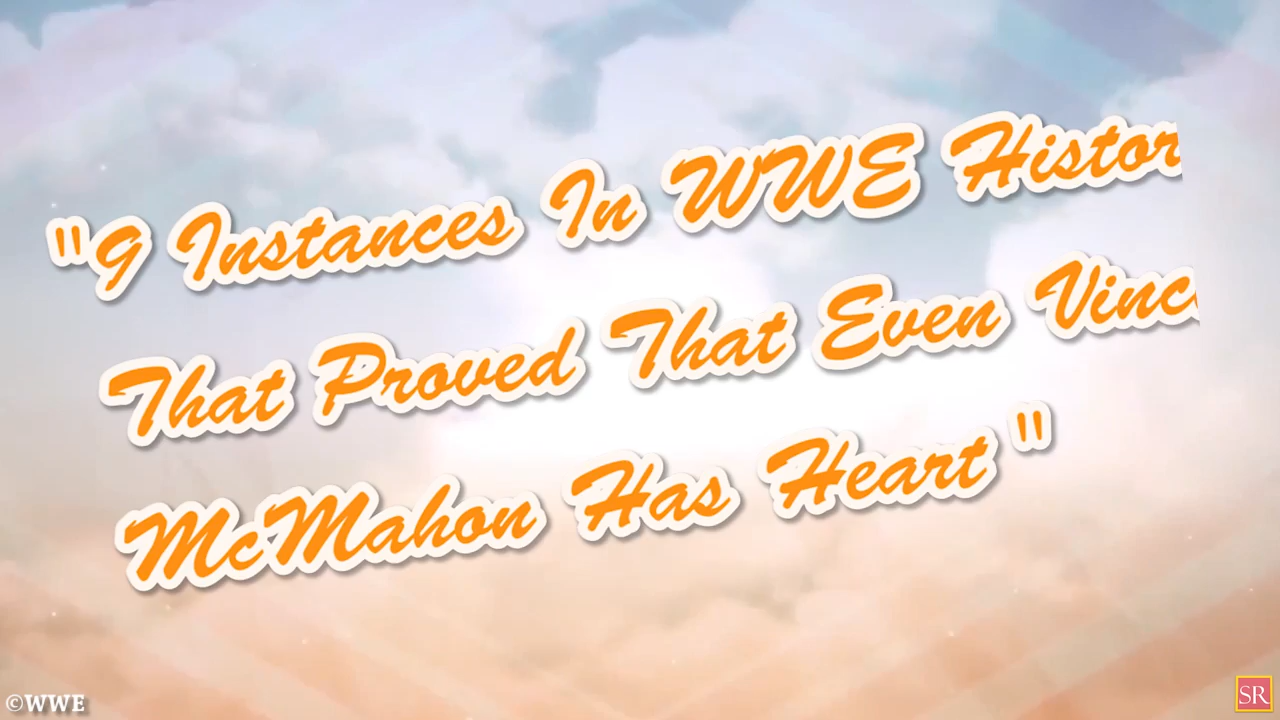 "9 Instances In WWE Histor
That Proved That Even Vinc
McMahon Has Heart "
©WWE
SR